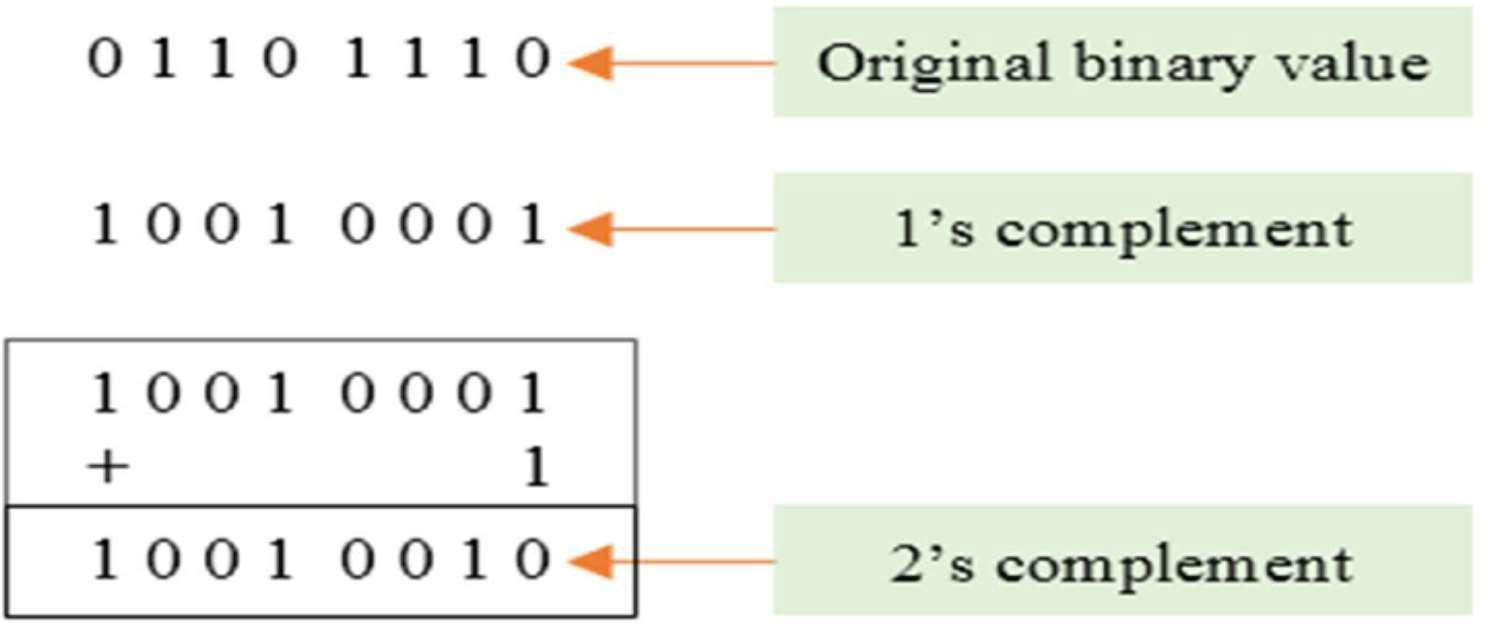 0 1 1 0 1 1 1 0 Original binary value
1 0 0 1 0 0 0 1 1’s complement
1 0 0 1 0 0 0 1
+ 1
1 0 0 1 0 0 1 0 2’s complement